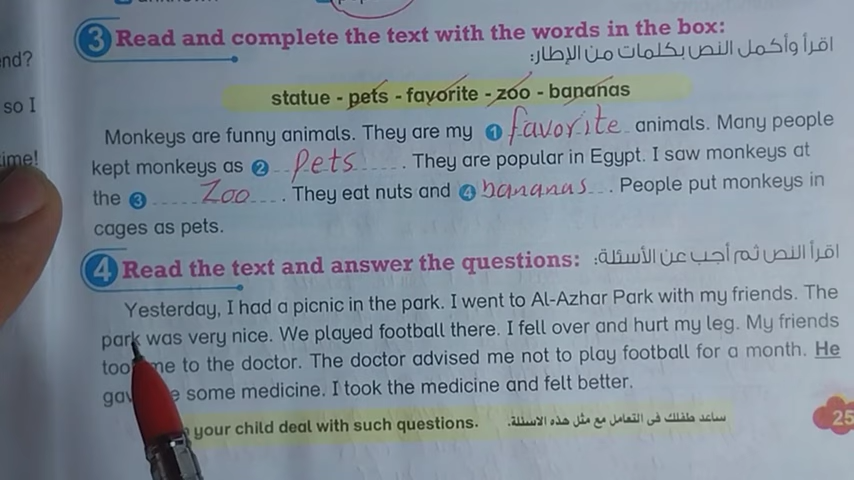 nd?
so I
ime!
3 Read and complete the text with the words in the box:
اقرأ وأكمل النص بكلمات من الإطار:
statue - pets - favorite - zoo - bananas
Monkeys are funny animals. They are my 1 favorite animals. Many people
kept monkeys as 2 Pets. They are popular in Egypt. I saw monkeys at
the 3 Zoo. They eat nuts and 4 bananas. People put monkeys in
cages as pets.
4 Read the text and answer the questions:
اقرأ النص ثم أجب عن الأسئلة:
Yesterday, I had a picnic in the park. I went to Al-Azhar Park with my friends. The
park was very nice. We played football there. I fell over and hurt my leg. My friends
too me to the doctor. The doctor advised me not to play football for a month. He
ga e some medicine. I took the medicine and felt better.
your child deal with such questions.
ساعد طفلك فى التعامل مع مثل هذه الاسئلة.
25